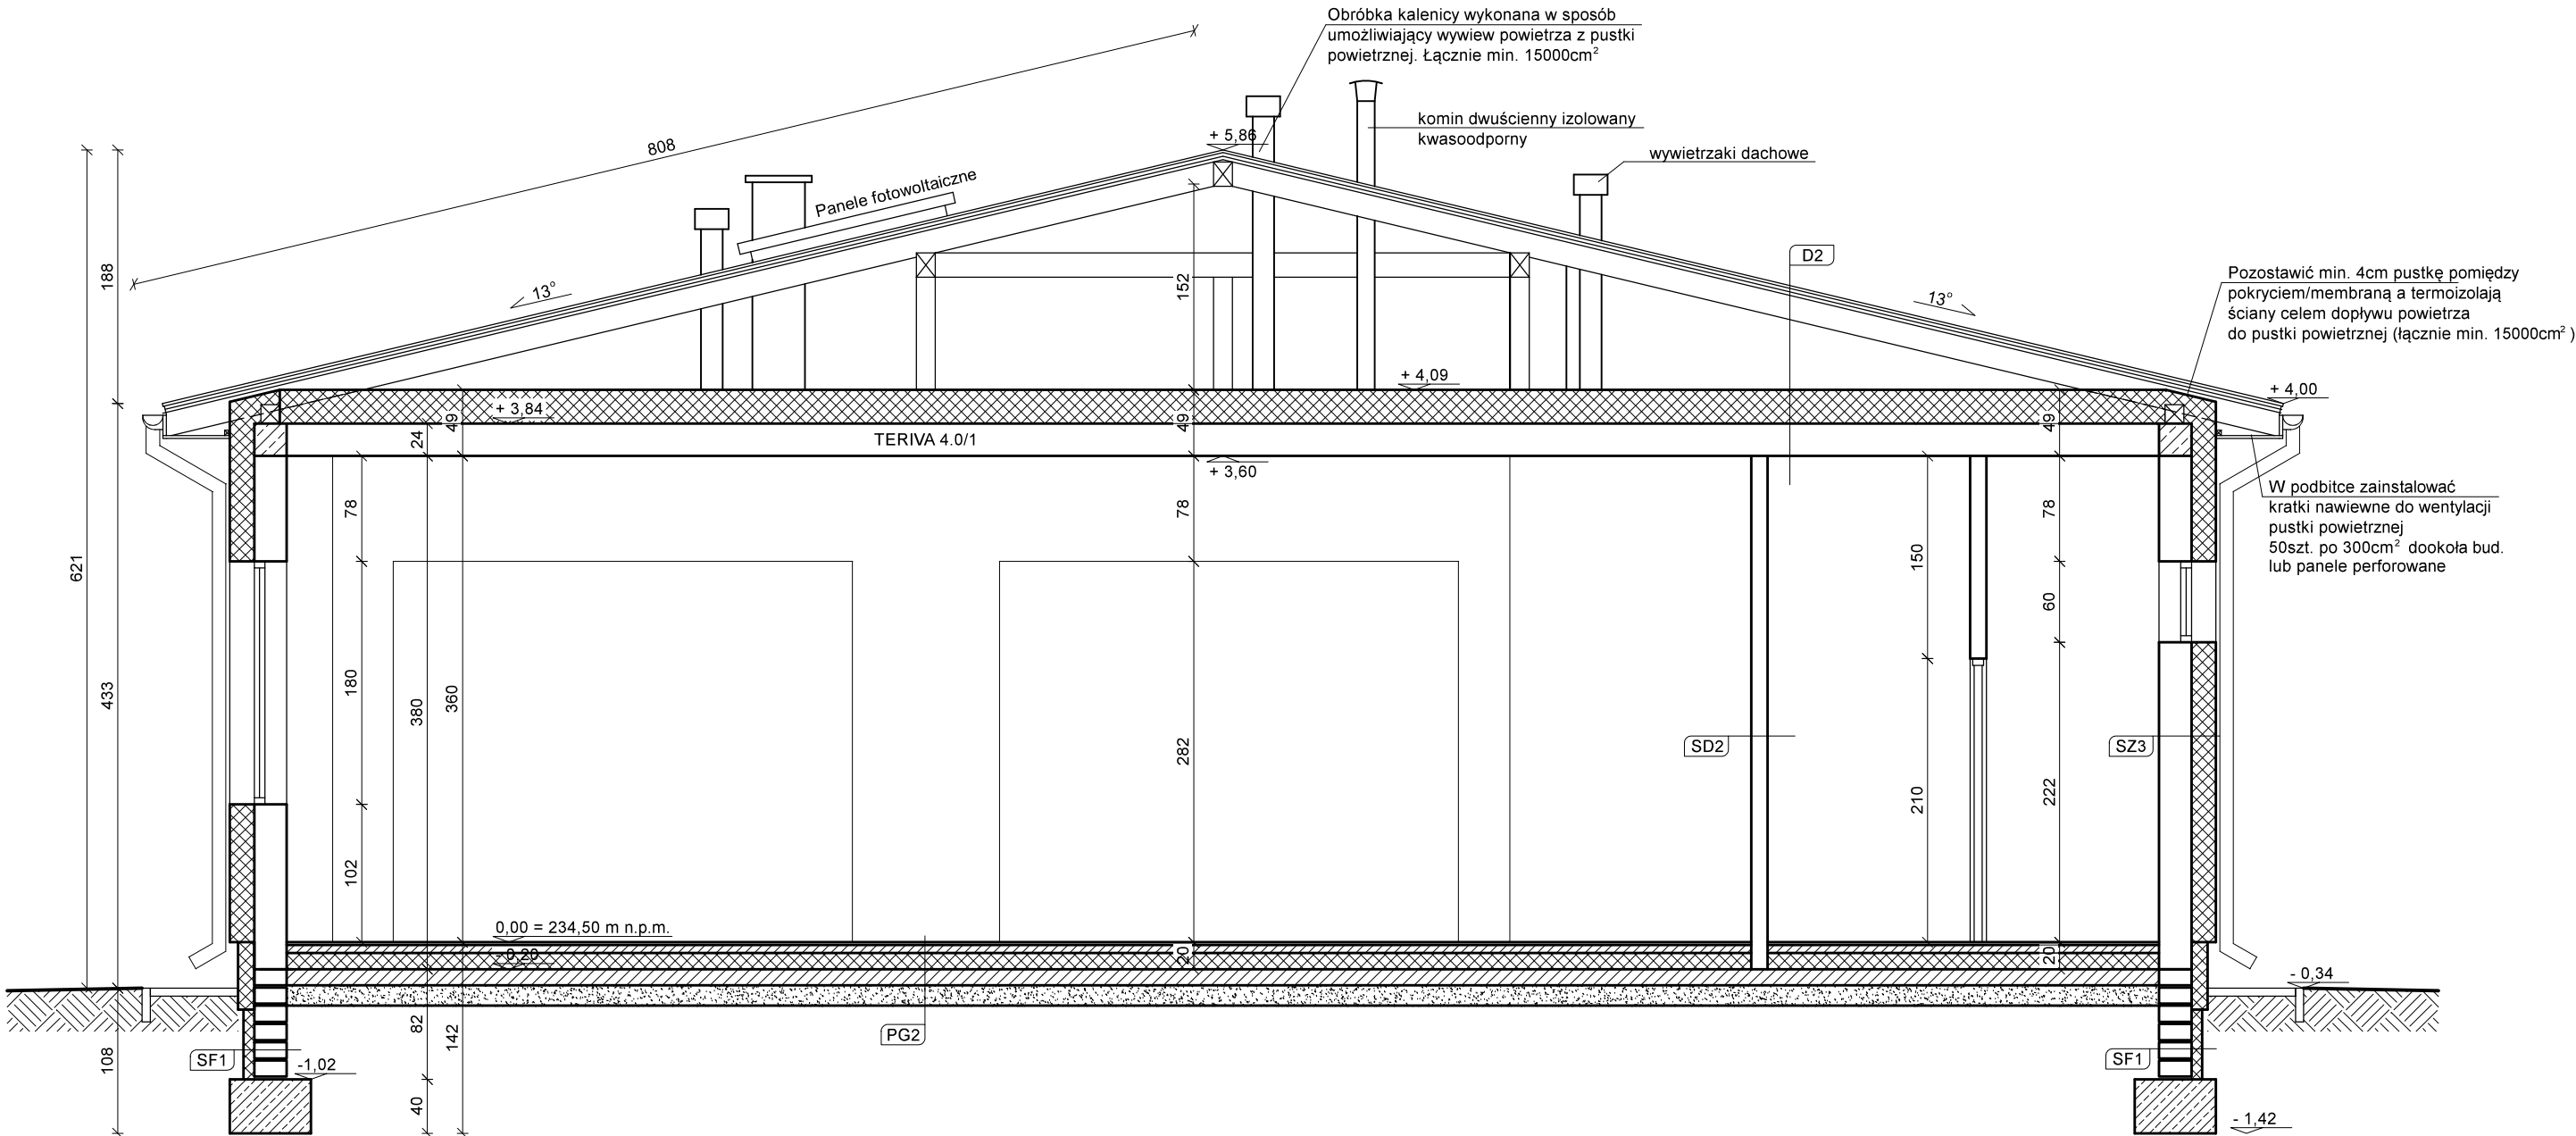 Obróbka kalenicy wykonana w sposób
umożliwiający wywiew powietrza z pustki
powietrznej. Łącznie min. 15000cm²
komin dwuścienny izolowany
kwasoodporny
wywietrzaki dachowe
808
+ 5,86
Panele fotowoltaiczne
188
13°
152
13°
D2
Pozostawić min. 4cm pustkę pomiędzy
pokryciem/membraną a termoizolają
ściany celem dopływu powietrza
do pustki powietrznej (łącznie min. 15000cm²)
+ 4,09
+ 4,00
+ 3,84
49
49
49
24
TERIVA 4.0/1
+ 3,60
W podbitce zainstalować
kratki nawiewne do wentylacji
pustki powietrznej
50szt. po 300cm² dookoła bud.
lub panele perforowane
78
78
78
150
621
60
433
180
380
360
282
SD2
SZ3
210
222
102
0,00 = 234,50 m n.p.m.
- 0,20
20
20
- 0,34
82
142
PG2
108
SF1
-1,02
SF1
40
- 1,42